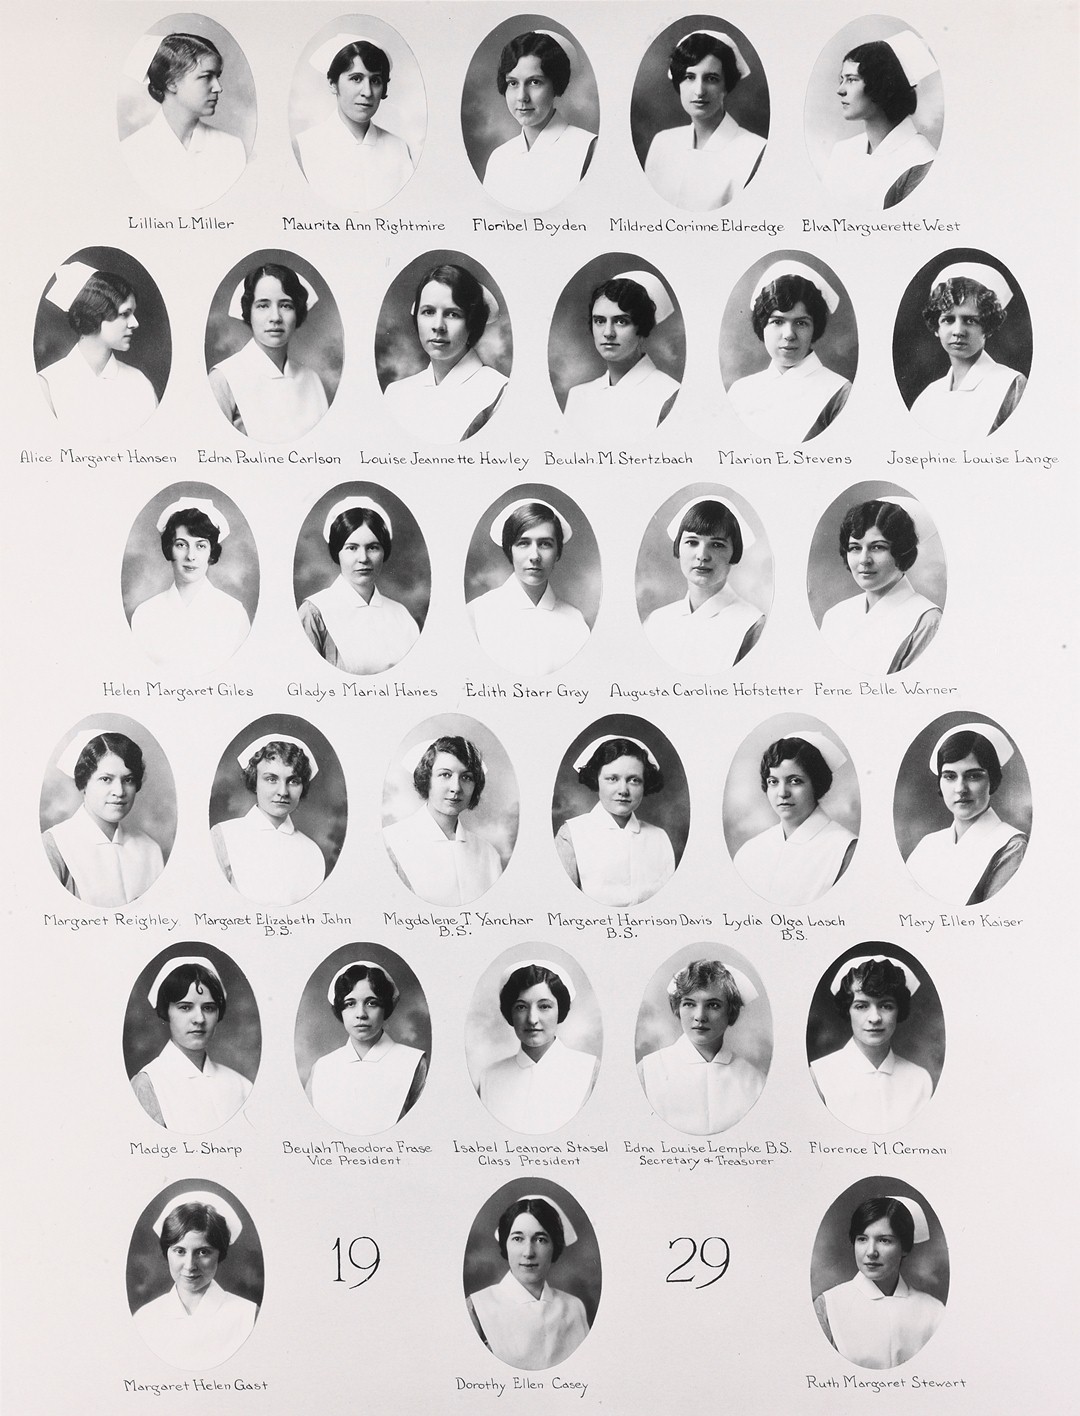 Lillian L. Miller
Maurita Ann Rightmire
Floribel Boyden
Mildred Corinne Eldredge
Elva Marguerette West
Alice Margaret Hansen
Edna Pauline Carlson
Louise Jeannette Hawley
Beulah M. Stertzbach
Marion E. Stevens
Josephine Louise Lange
Helen Margaret Giles
Gladys Marial Hanes
Edith Starr Gray
Augusta Caroline Hofstetter
Ferne Belle Warner
Margaret Reighley
Margaret Elizabeth Jahn
B.S.
Magdalene T. Yanchar
B.S.
Margaret Harrison Davis
B.S.
Lydia Olga Lasch
B.S.
Mary Ellen Kaiser
Madge L. Sharp
Beulah Theodora Frase
Vice President
Isabel Leanora Stasel
Class President
Edna Louise Lempke B.S.
Secretary & Treasurer
Florence M. German
19
29
Margaret Helen Gast
Dorothy Ellen Casey
Ruth Margaret Stewart